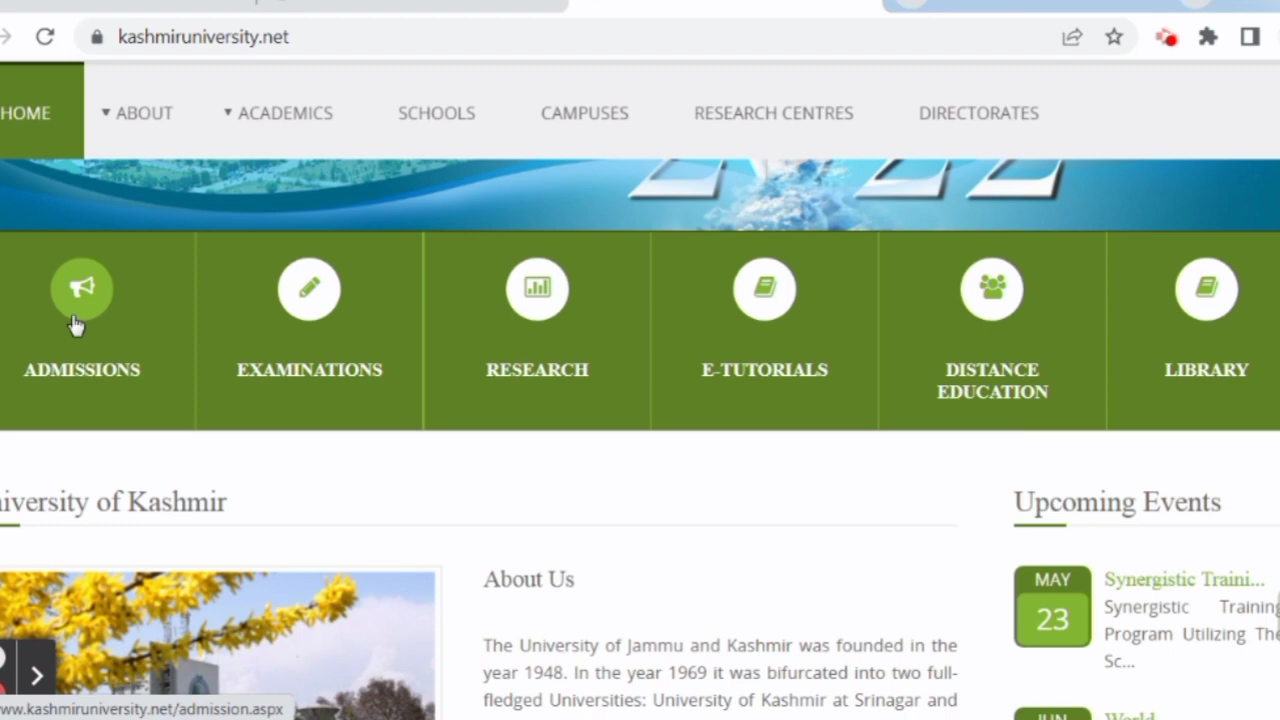 kashmiruniversity.net
HOME ABOUT ACADEMICS SCHOOLS CAMPUSES RESEARCH CENTRES DIRECTORATES
2022
ADMISSIONS EXAMINATIONS RESEARCH E-TUTORIALS DISTANCE EDUCATION LIBRARY
iversity of Kashmir
Upcoming Events
About Us
MAY
23
Synergistic Traini...
Synergistic Training
Program Utilizing The
Sc...
The University of Jammu and Kashmir was founded in the
year 1948. In the year 1969 it was bifurcated into two full-
fledged Universities: University of Kashmir at Srinagar and
ww.kashmiruniversity.net/admission.aspx
JUN
World